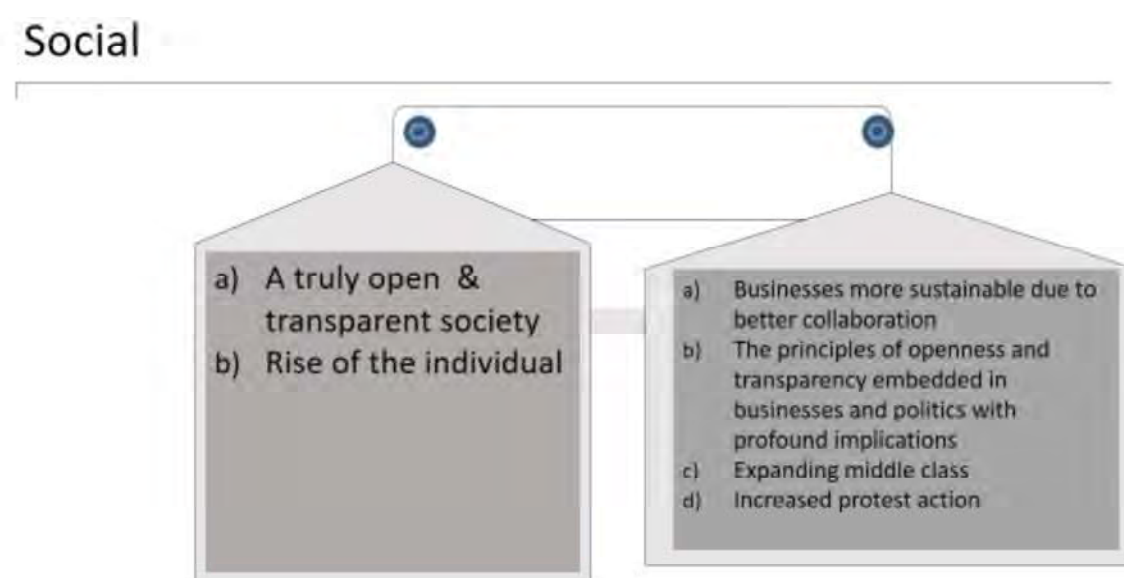 Social
a) A truly open &
transparent society
b) Rise of the individual
a) Businesses more sustainable due to
better collaboration
b) The principles of openness and
transparency embedded in
businesses and politics with
profound implications
c) Expanding middle class
d) Increased protest action